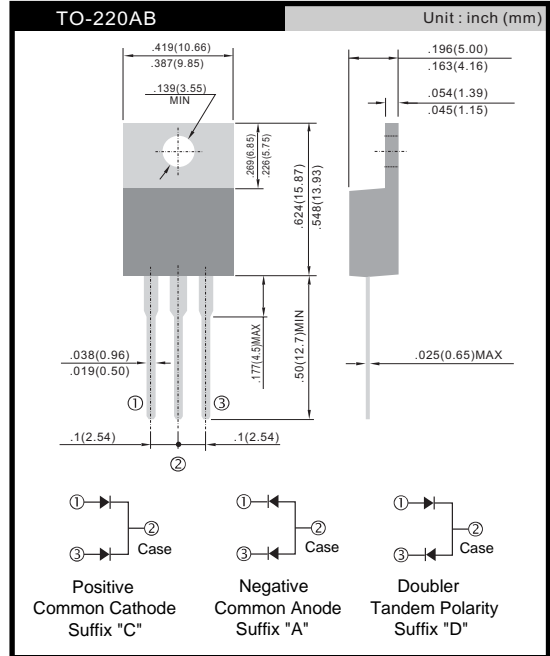 TO-220AB
Unit : inch (mm)
.419(10.66)
.387(9.85)
.139(3.55)
MIN
.269(6.85)
.226(5.75)
.624(15.87)
.548(13.93)
.196(5.00)
.163(4.16)
.054(1.39)
.045(1.15)
.038(0.96)
.019(0.50)
.177(4.5)MAX
.50(12.7)MIN
.025(0.65)MAX
①
③
.1(2.54)
.1(2.54)
②
①
②
③
Case
①
②
③
Case
①
②
③
Case
Positive
Common Cathode
Suffix "C"
Negative
Common Anode
Suffix "A"
Doubler
Tandem Polarity
Suffix "D"